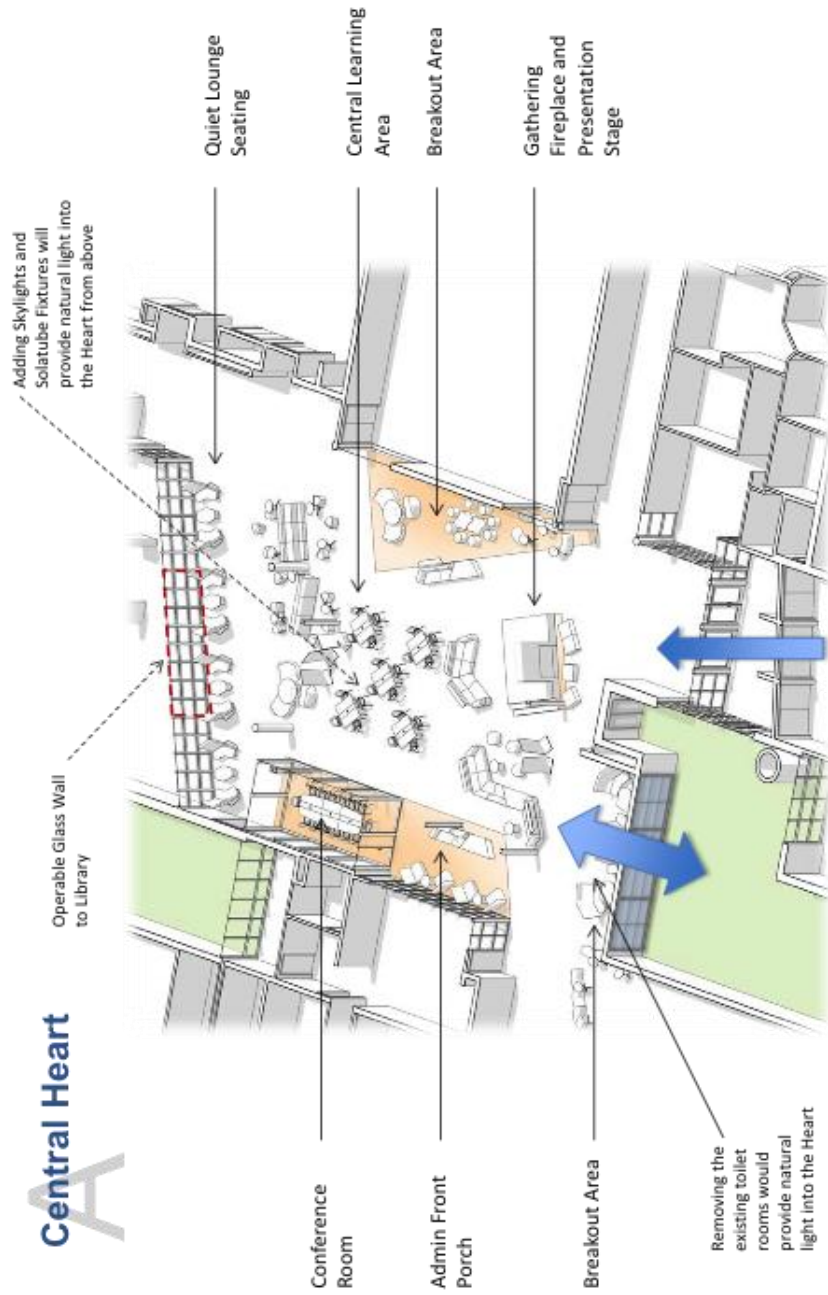 A
Central Heart
Operable Glass Wall
to Library
Adding Skylights and
Solatube Fixtures will
provide natural light into
the Heart from above
Quiet Lounge
Seating
Central Learning
Area
Breakout Area
Gathering
Fireplace and
Presentation
Stage
Conference
Room
Admin Front
Porch
Breakout Area
Removing the
existing toilet
rooms would
provide natural
light into the Heart